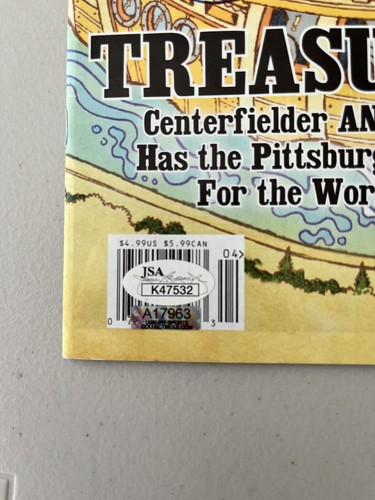 TREASU
Centerfielder AN
Has the Pittsburg
For the Wor
$4.99US $5.99CAN
04>
JSA
K47532
A17963
0 7
3